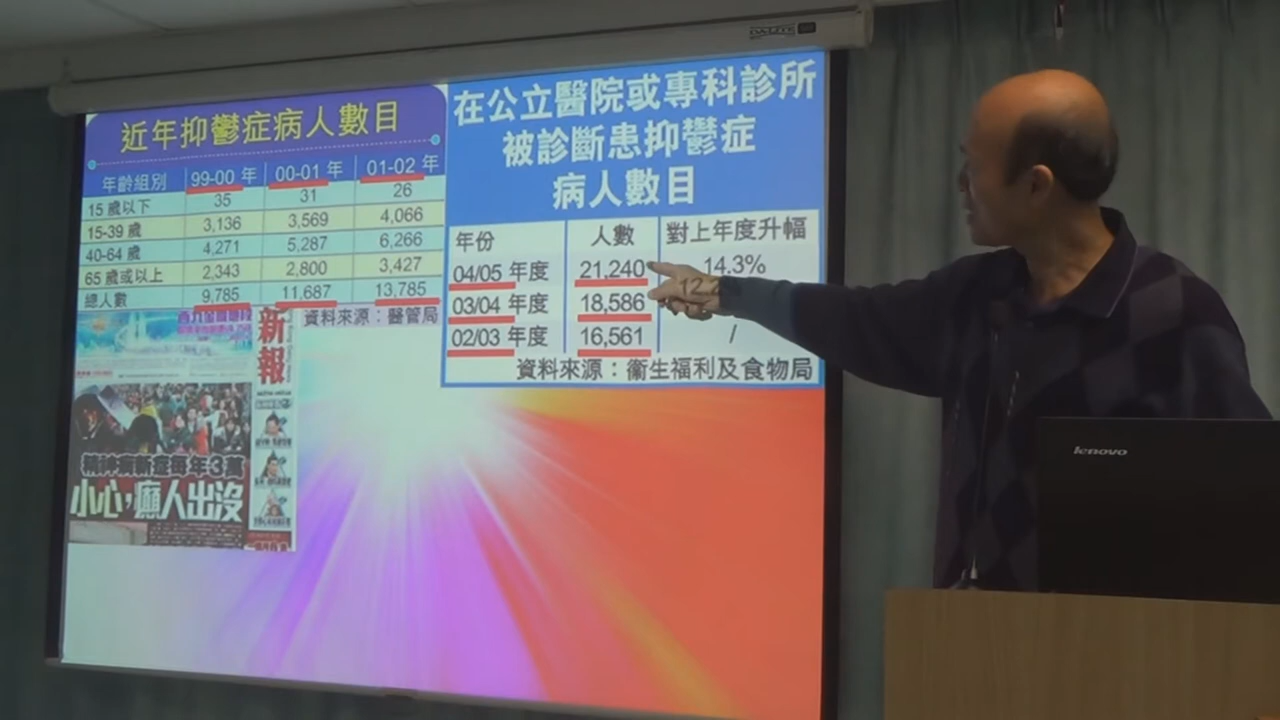 近年抑鬱症病人數目
年齡組別 99-00 年 00-01 年 01-02 年
15 歲以下 35 31 26
15-39 歲 3,136 3,569 4,066
40-64 歲 4,271 5,287 6,266
65 歲或以上 2,343 2,800 3,427
總人數 9,785 11,687 13,785
資料來源：醫管局
新報
精神病新症每年3萬
小心，癲人出沒
在公立醫院或專科診所
被診斷患抑鬱症
病人數目
年份 人數 對上年度升幅
04/05 年度 21,240 14.3%
03/04 年度 18,586 12.2
02/03 年度 16,561 /
資料來源：衞生福利及食物局
DA-LITE
lenovo